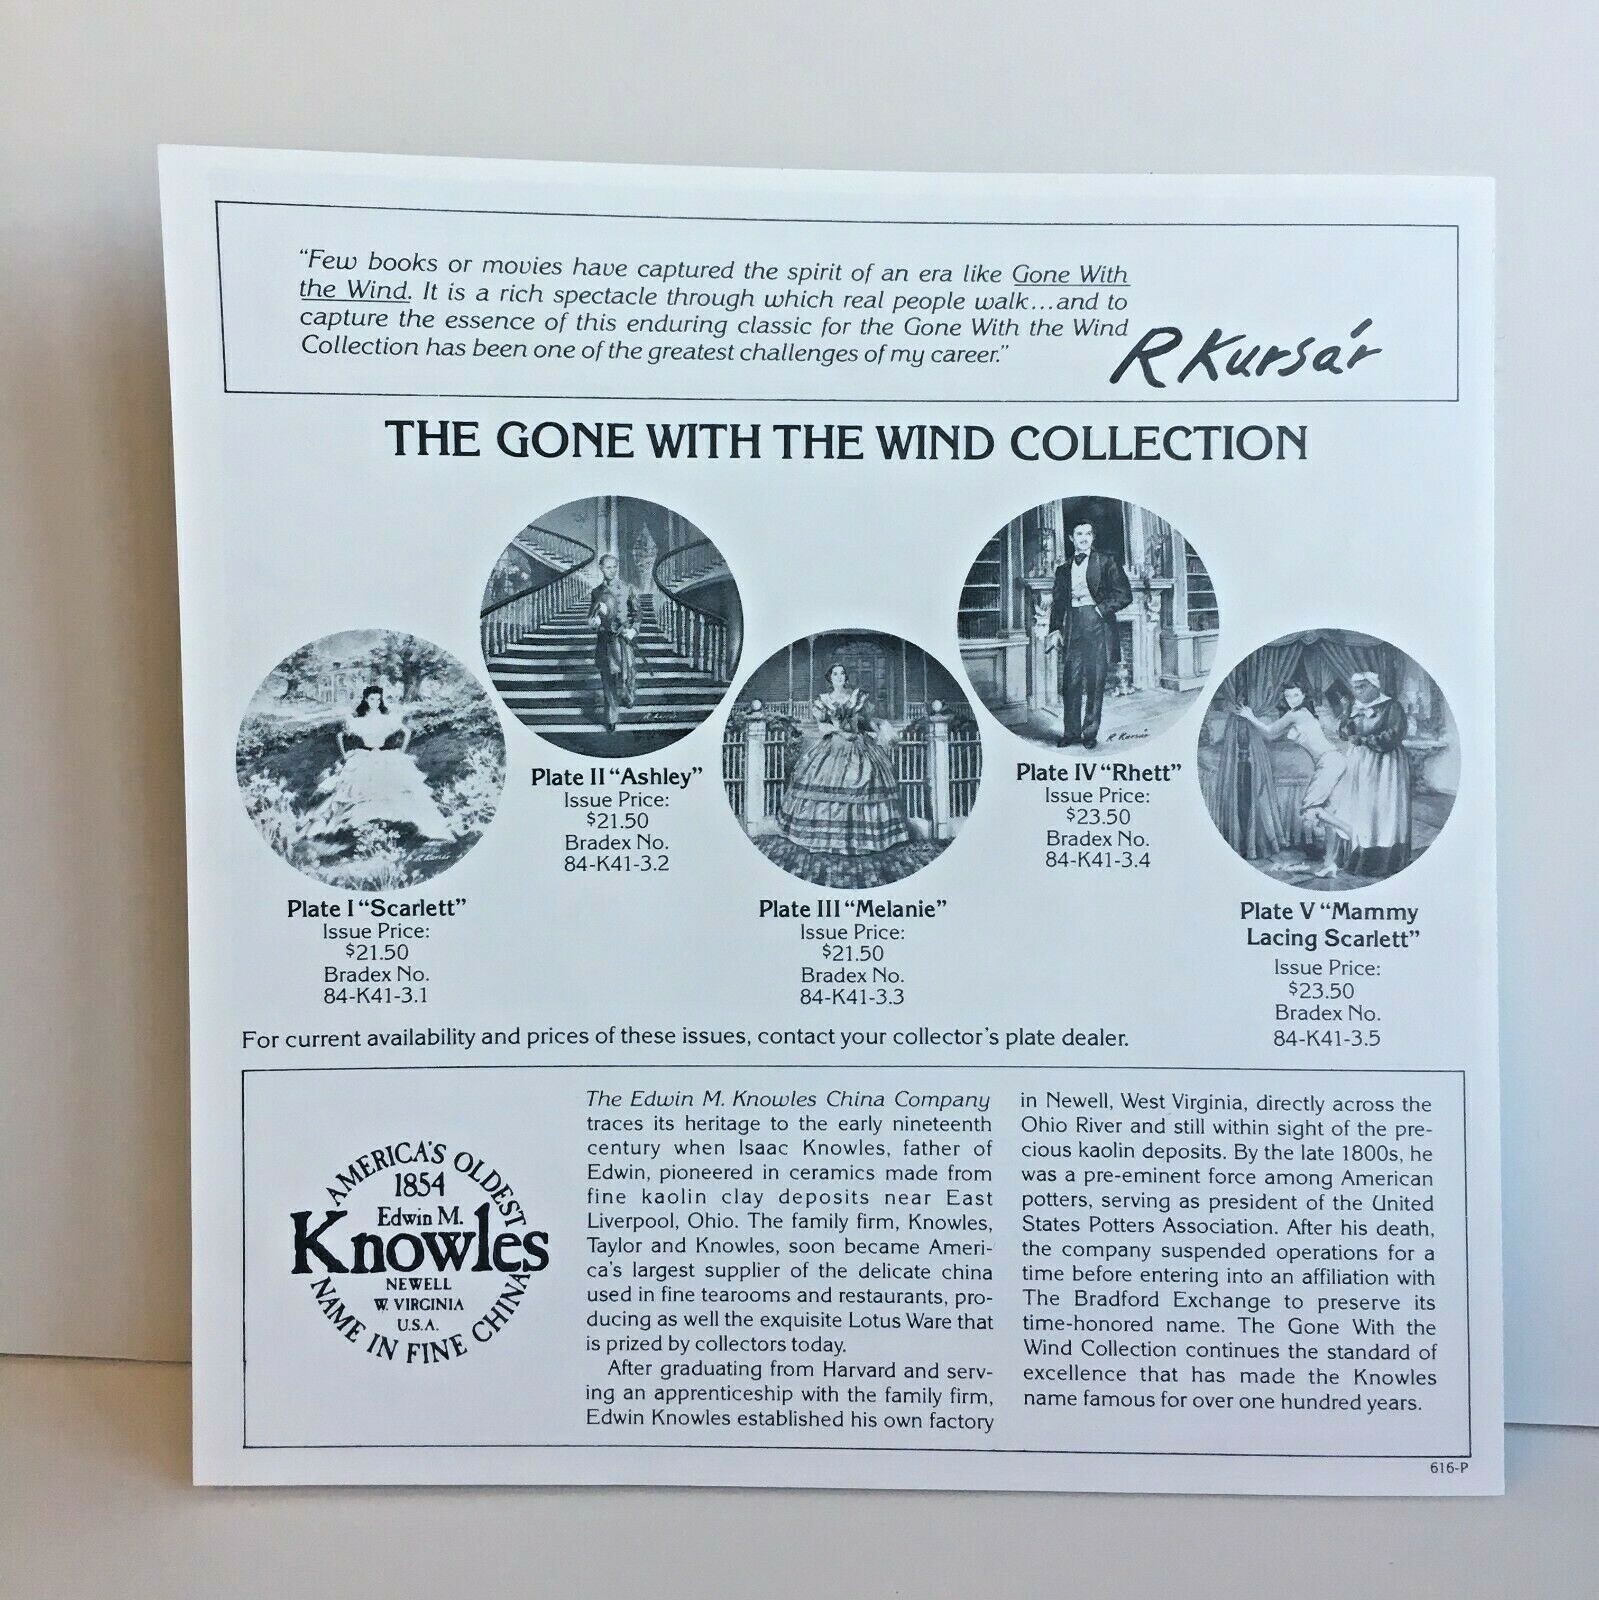 “Few books or movies have captured the spirit of an era like Gone With
the Wind. It is a rich spectacle through which real people walk...and to
capture the essence of this enduring classic for the Gone With the Wind
Collection has been one of the greatest challenges of my career.”
R Kursár
THE GONE WITH THE WIND COLLECTION
Plate I “Scarlett”
Issue Price:
$21.50
Bradex No.
84-K41-3.1
R Kursár
Plate II “Ashley”
Issue Price:
$21.50
Bradex No.
84-K41-3.2
Plate III “Melanie”
Issue Price:
$21.50
Bradex No.
84-K41-3.3
R Kursár
Plate IV “Rhett”
Issue Price:
$23.50
Bradex No.
84-K41-3.4
Plate V “Mammy
Lacing Scarlett”
Issue Price:
$23.50
Bradex No.
84-K41-3.5
For current availability and prices of these issues, contact your collector’s plate dealer.
AMERICA'S OLDEST
1854
Edwin M.
Knowles
NEWELL
W. VIRGINIA
U.S.A.
NAME IN FINE CHINA
The Edwin M. Knowles China Company
traces its heritage to the early nineteenth
century when Isaac Knowles, father of
Edwin, pioneered in ceramics made from
fine kaolin clay deposits near East
Liverpool, Ohio. The family firm, Knowles,
Taylor and Knowles, soon became Ameri-
ca’s largest supplier of the delicate china
used in fine tearooms and restaurants, pro-
ducing as well the exquisite Lotus Ware that
is prized by collectors today.
After graduating from Harvard and serv-
ing an apprenticeship with the family firm,
Edwin Knowles established his own factory
in Newell, West Virginia, directly across the
Ohio River and still within sight of the pre-
cious kaolin deposits. By the late 1800s, he
was a pre-eminent force among American
potters, serving as president of the United
States Potters Association. After his death,
the company suspended operations for a
time before entering into an affiliation with
The Bradford Exchange to preserve its
time-honored name. The Gone With the
Wind Collection continues the standard of
excellence that has made the Knowles
name famous for over one hundred years.
616-P